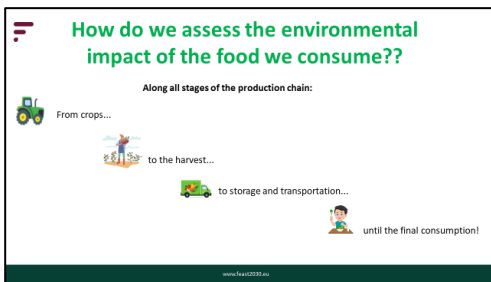 How do we assess the environmental
impact of the food we consume??
Along all stages of the production chain:
From crops...
to the harvest...
to storage and transportation...
until the final consumption!
www.feast2030.eu